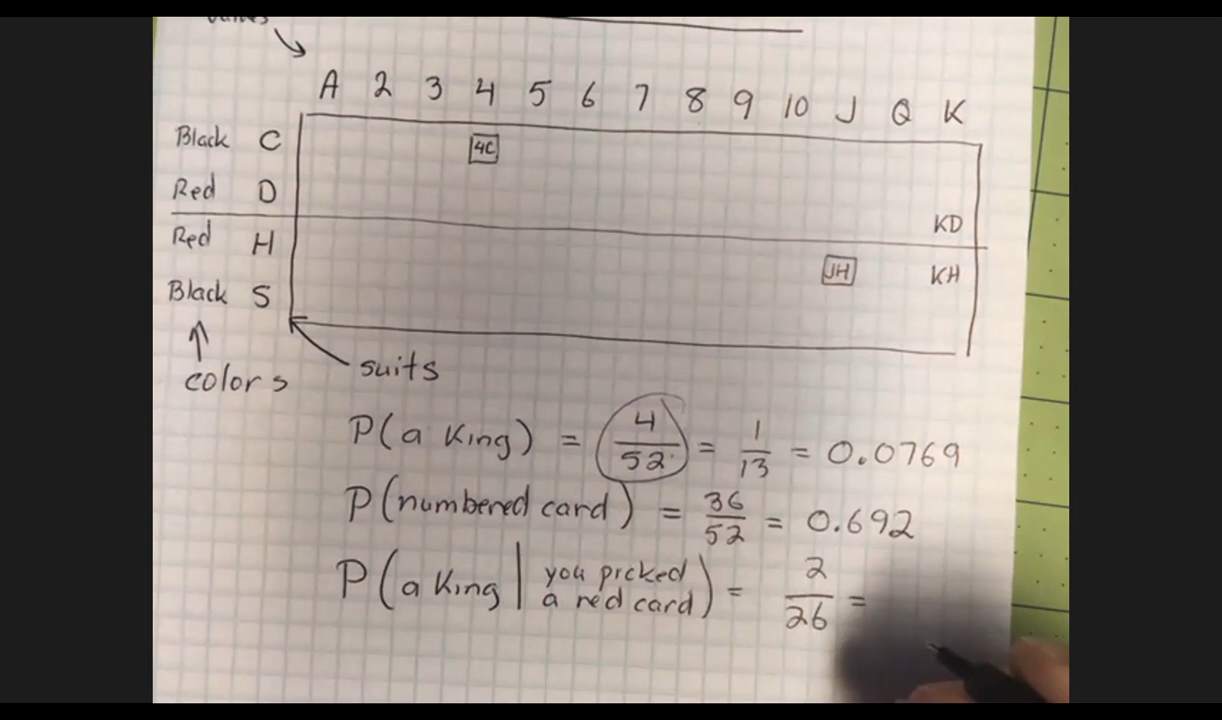 A 2 3 4 5 6 7 8 9 10 J Q K
Black C 4C
Red D KD
Red H JH KH
Black S
colors
suits
P(a King) = 4/52 = 1/13 = 0.0769
P(numbered card) = 36/52 = 0.692
P(a King | you picked a red card) = 2/26 =